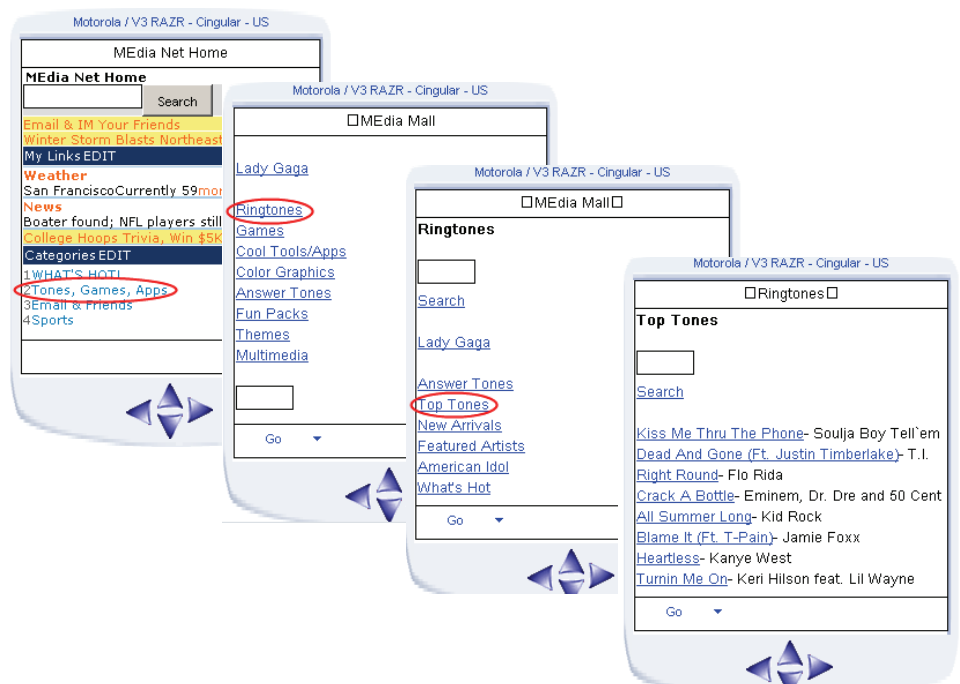 Motorola / V3 RAZR - Cingular - US
MEdia Net Home
MEdia Net Home
Search
Email & IM Your Friends
Winter Storm Blasts Northeast
My Links EDIT
Weather
San FranciscoCurrently 59mor
News
Boater found; NFL players still
College Hoops Trivia, Win $5K
Categories EDIT
1WHAT'S HOT!
2Tones, Games, Apps
3Email & Friends
4Sports
Motorola / V3 RAZR - Cingular - US
MEdia Mall
Lady Gaga
Ringtones
Games
Cool Tools/Apps
Color Graphics
Answer Tones
Fun Packs
Themes
Multimedia
Go
Motorola / V3 RAZR - Cingular - US
MEdia Mall
Ringtones
Search
Lady Gaga
Answer Tones
Top Tones
New Arrivals
Featured Artists
American Idol
What's Hot
Go
Motorola / V3 RAZR - Cingular - US
Ringtones
Top Tones
Search
Kiss Me Thru The Phone- Soulja Boy Tell`em
Dead And Gone (Ft. Justin Timberlake)- T.I.
Right Round- Flo Rida
Crack A Bottle- Eminem, Dr. Dre and 50 Cent
All Summer Long- Kid Rock
Blame It (Ft. T-Pain)- Jamie Foxx
Heartless- Kanye West
Turnin Me On- Keri Hilson feat. Lil Wayne
Go